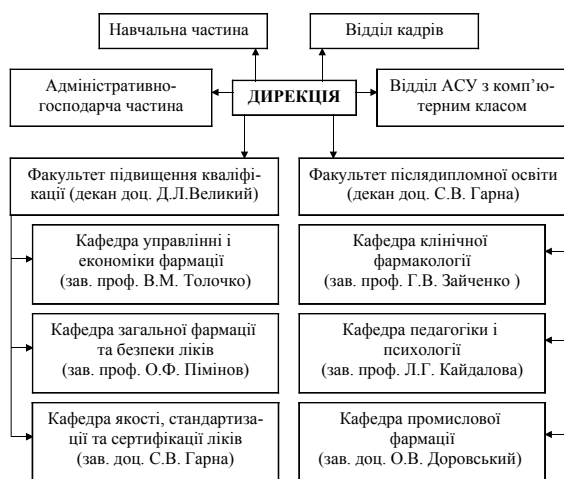 Навчальна частина
Відділ кадрів
Адміністративно-
господарча частина
ДИРЕКЦІЯ
Відділ АСУ з комп’ю-
терним класом
Факультет підвищення кваліфі-
кації (декан доц. Д.Л.Великий)
Факультет післядипломної освіти
(декан доц. С.В. Гарна)
Кафедра управлінні і
економіки фармації
(зав. проф. В.М. Толочко)
Кафедра клінічної
фармакології
(зав. проф. Г.В. Зайченко )
Кафедра загальної фармації
та безпеки ліків
(зав. проф. О.Ф. Пімінов)
Кафедра педагогіки і
психології
(зав. проф. Л.Г. Кайдалова)
Кафедра якості, стандартиза-
ції та сертифікації ліків
(зав. доц. С.В. Гарна)
Кафедра промислової
фармації
(зав. доц. О.В. Доровський)